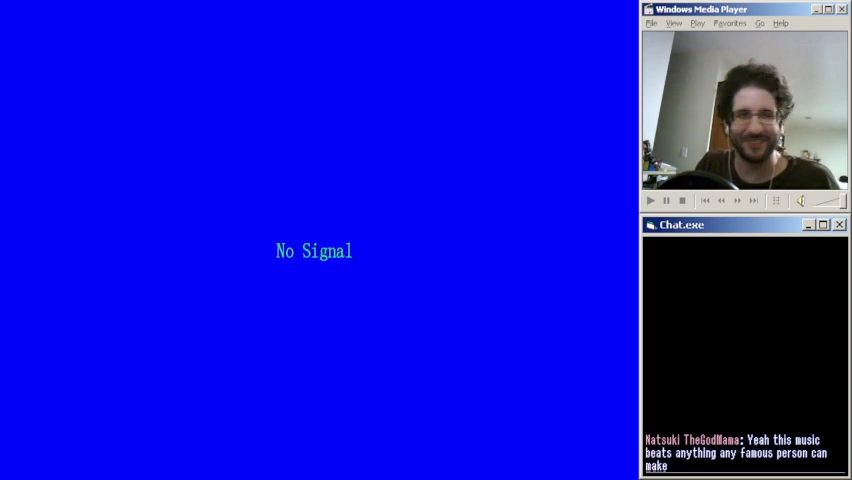 Windows Media Player
File View Play Favorites Go Help
No Signal
Chat.exe
Natsuki TheGodMama: Yeah this music
beats anything any famous person can
make